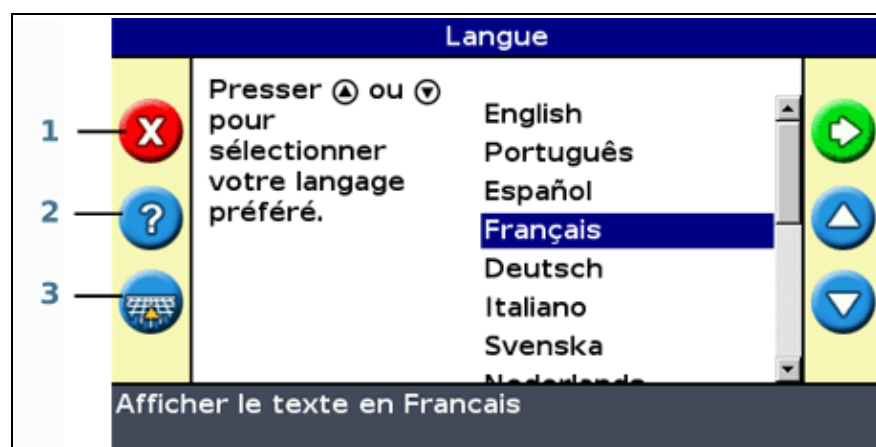 Langue
Presser ou
pour
sélectionner
votre langage
préféré.
English
Português
Español
Français
Deutsch
Italiano
Svenska
Nederlands
1
X
2
?
3
Afficher le texte en Francais